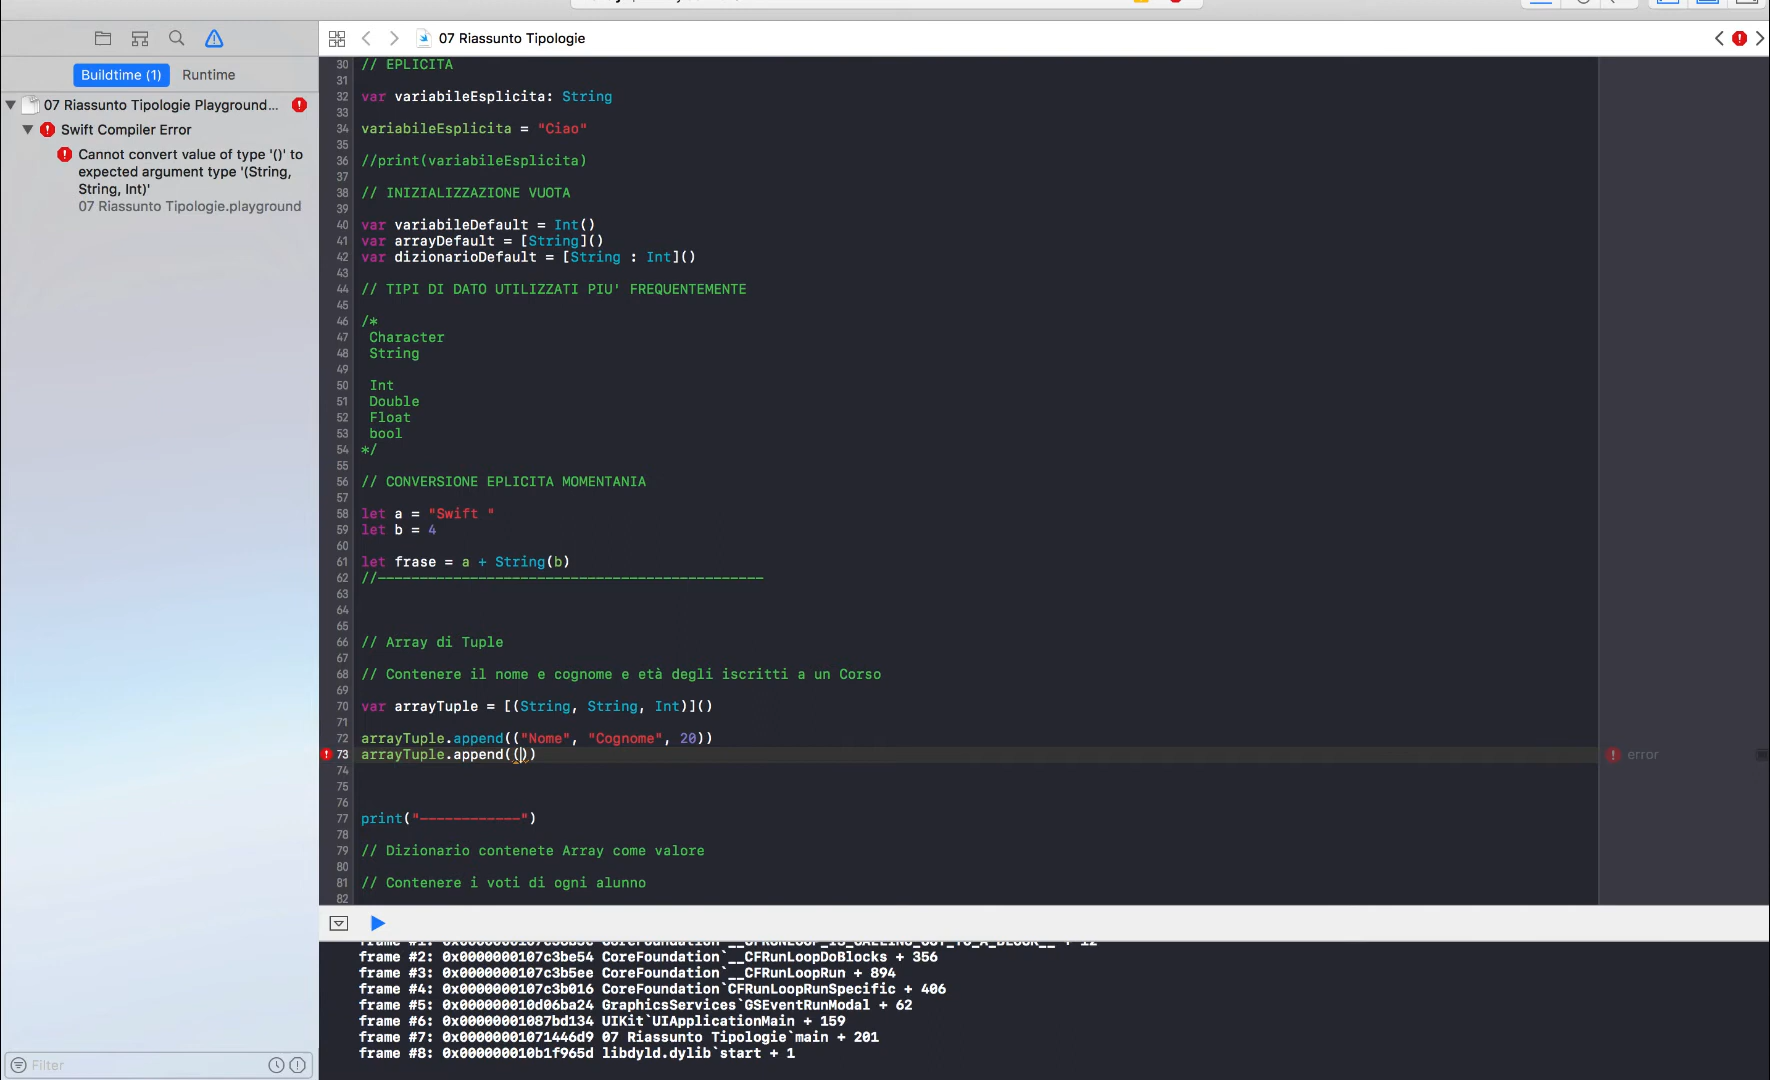 07 Riassunto Tipologie
Buildtime (1) Runtime
07 Riassunto Tipologie Playground...
Swift Compiler Error
Cannot convert value of type '()' to
expected argument type '(String,
String, Int)'
07 Riassunto Tipologie.playground
30 // EPLICITA
31
32 var variabileEsplicita: String
33
34 variabileEsplicita = "Ciao"
35
36 //print(variabileEsplicita)
37
38 // INIZIALIZZAZIONE VUOTA
39
40 var variabileDefault = Int()
41 var arrayDefault = [String]()
42 var dizionarioDefault = [String : Int]()
43
44 // TIPI DI DATO UTILIZZATI PIU' FREQUENTEMENTE
45
46 /*
47 Character
48 String
49
50 Int
51 Double
52 Float
53 bool
54 */
55
56 // CONVERSIONE EPLICITA MOMENTANIA
57
58 let a = "Swift "
59 let b = 4
60
61 let frase = a + String(b)
62 //----------------------------------------------
63
64
65
66 // Array di Tuple
67
68 // Contenere il nome e cognome e età degli iscritti a un Corso
69
70 var arrayTuple = [(String, String, Int)]()
71
72 arrayTuple.append(("Nome", "Cognome", 20))
73 arrayTuple.append(()) error
74
75
76
77 print("------------")
78
79 // Dizionario contenete Array come valore
80
81 // Contenere i voti di ogni alunno
82
frame #2: 0x0000000107c3be54 CoreFoundation`__CFRunLoopDoBlocks + 356
frame #3: 0x0000000107c3b5ee CoreFoundation`__CFRunLoopRun + 894
frame #4: 0x0000000107c3b016 CoreFoundation`CFRunLoopRunSpecific + 406
frame #5: 0x000000010d06ba24 GraphicsServices`GSEventRunModal + 62
frame #6: 0x00000001087bd134 UIKit`UIApplicationMain + 159
frame #7: 0x00000001071446d9 07 Riassunto Tipologie`main + 201
frame #8: 0x000000010b1f965d libdyld.dylib`start + 1
Filter